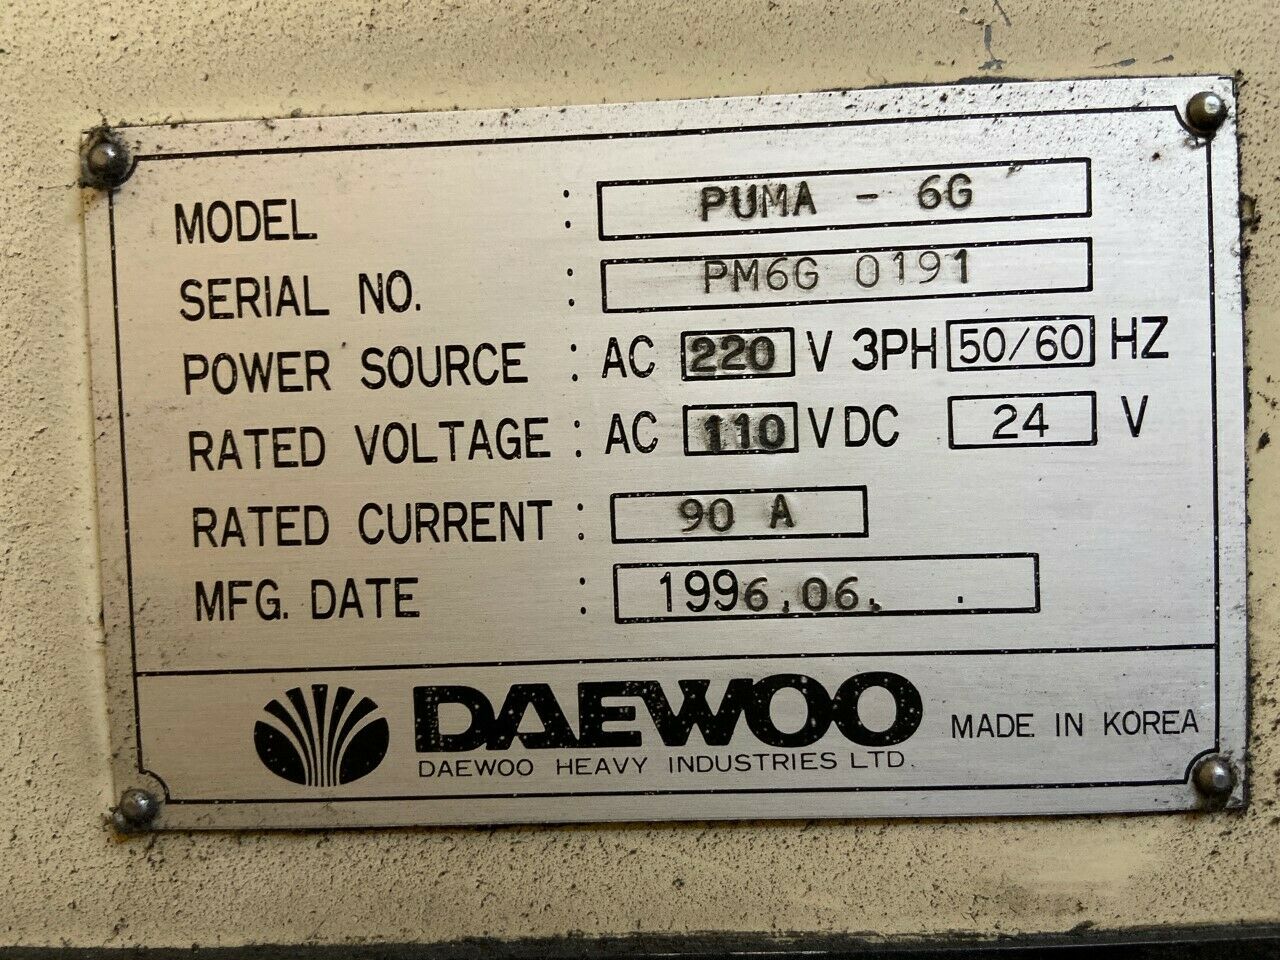 MODEL : PUMA - 6G
SERIAL NO. : PM6G 0191
POWER SOURCE : AC 220 V 3PH 50/60 HZ
RATED VOLTAGE : AC 110 V DC 24 V
RATED CURRENT : 90 A
MFG. DATE : 1996.06. .
DAEWOO MADE IN KOREA
DAEWOO HEAVY INDUSTRIES LTD.